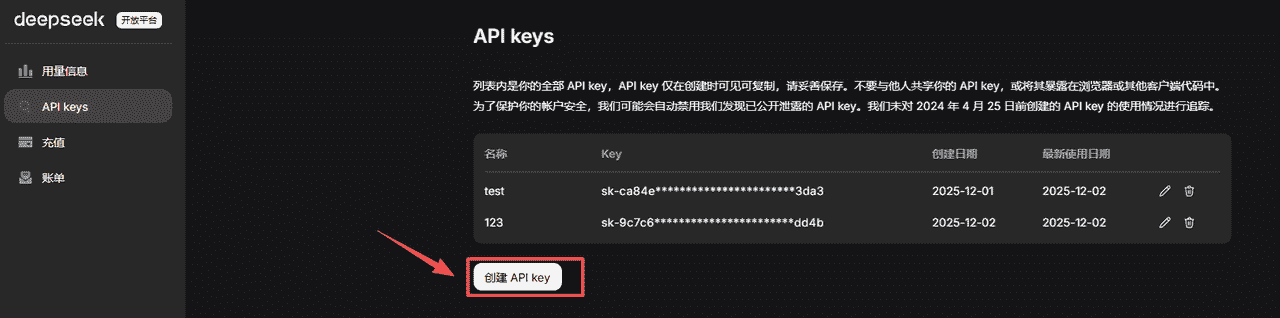 deepseek 开放平台
用量信息
API keys
充值
账单
API keys
列表内是你的全部 API key，API key 仅在创建时可见可复制，请妥善保存。不要与他人共享你的 API key，或将其暴露在浏览器或其他客户端代码中。
为了保护你的帐户安全，我们可能会自动禁用我们发现已公开泄露的 API key。我们未对 2024 年 4 月 25 日前创建的 API key 的使用情况进行追踪。
名称 Key 创建日期 最新使用日期
test sk-ca84e***********************3da3 2025-12-01 2025-12-02
123 sk-9c7c6***********************dd4b 2025-12-02 2025-12-02
创建 API key